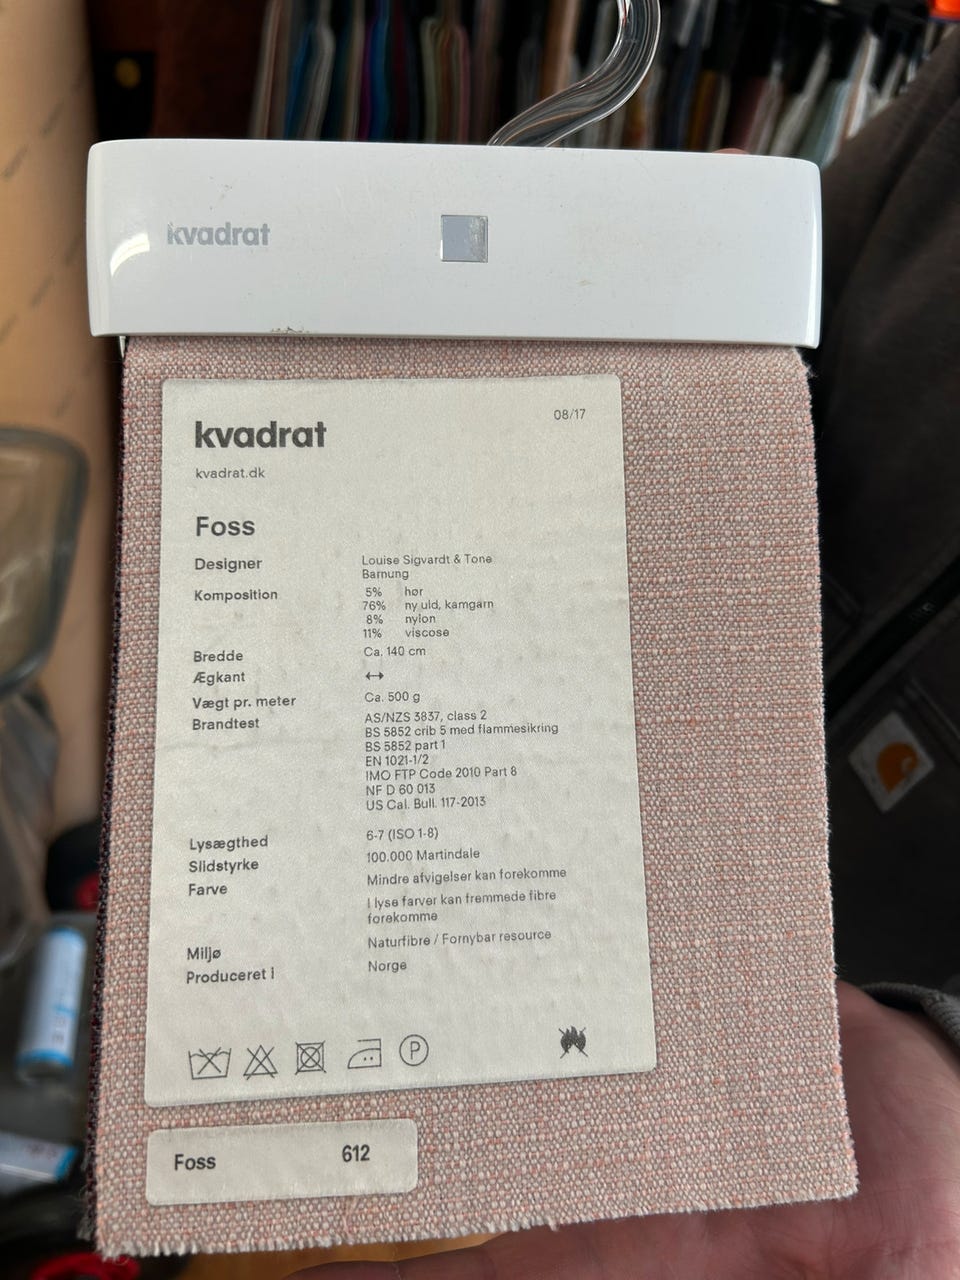 kvadrat
kvadrat
08/17
kvadrat.dk
Foss
Designer Louise Sigvardt & Tone
Barnung
Komposition 5% hør
76% ny uld, kamgarn
8% nylon
11% viscose
Bredde Ca. 140 cm
Ægkant ↔
Vægt pr. meter Ca. 500 g
Brandtest AS/NZS 3837, class 2
BS 5852 crib 5 med flammesikring
BS 5852 part 1
EN 1021-1/2
IMO FTP Code 2010 Part 8
NF D 60 013
US Cal. Bull. 117-2013
Lysægthed 6-7 (ISO 1-8)
Slidstyrke 100.000 Martindale
Farve Mindre afvigelser kan forekomme
I lyse farver kan fremmede fibre
forekomme
Miljø Naturfibre / Fornybar resource
Produceret i Norge
P
Foss 612